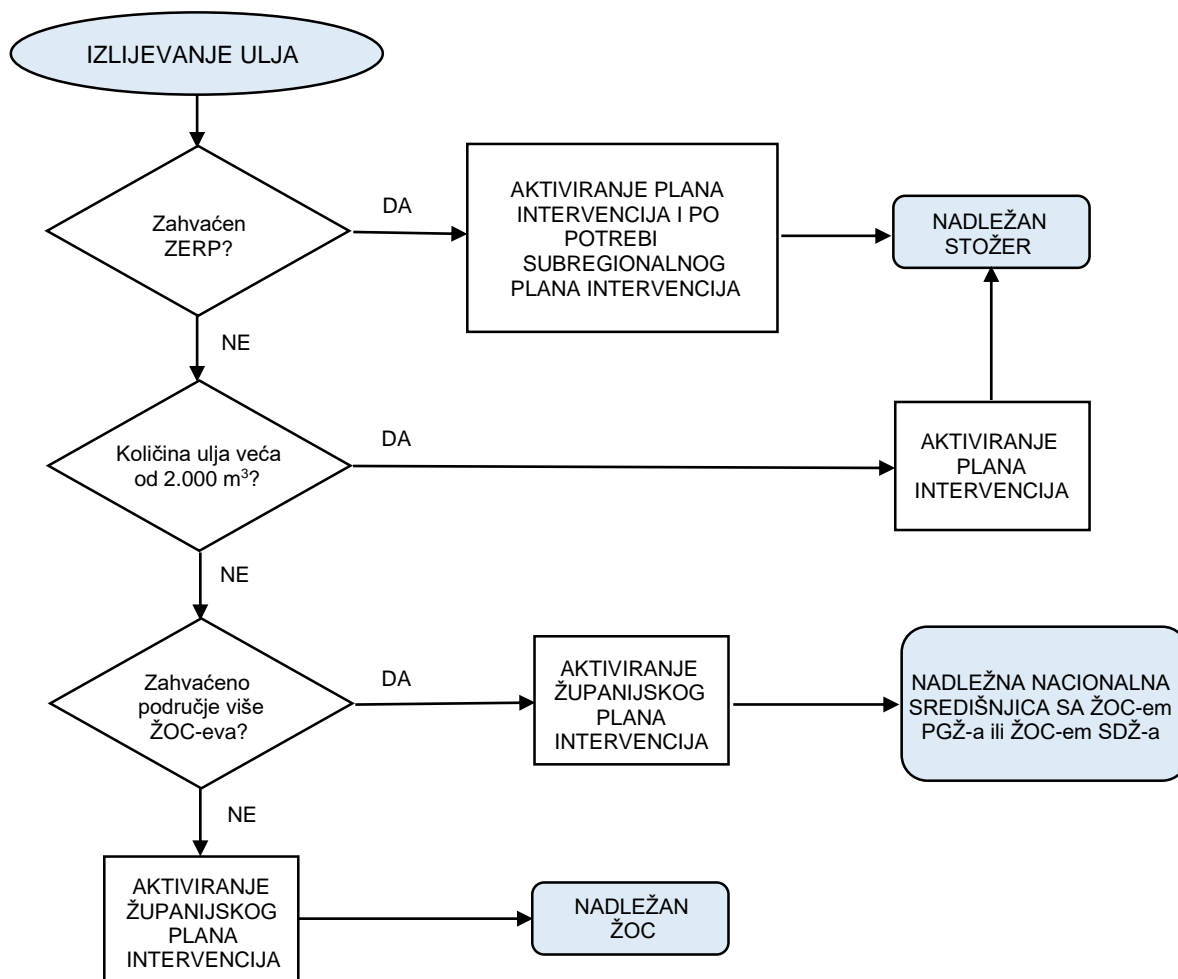 IZLIJEVANJE ULJA
Zahvaćen
ZERP?
DA
AKTIVIRANJE PLANA
INTERVENCIJA I PO
POTREBI
SUBREGIONALNOG
PLANA INTERVENCIJA
NADLEŽAN
STOŽER
NE
Količina ulja veća
od 2.000 m³?
DA
AKTIVIRANJE
PLANA
INTERVENCIJA
NE
Zahvaćeno
područje više
ŽOC-eva?
DA
AKTIVIRANJE
ŽUPANIJSKOG
PLANA
INTERVENCIJA
NADLEŽNA NACIONALNA
SREDIŠNJICA SA ŽOC-em
PGŽ-a ili ŽOC-em SDŽ-a
NE
AKTIVIRANJE
ŽUPANIJSKOG
PLANA
INTERVENCIJA
NADLEŽAN
ŽOC